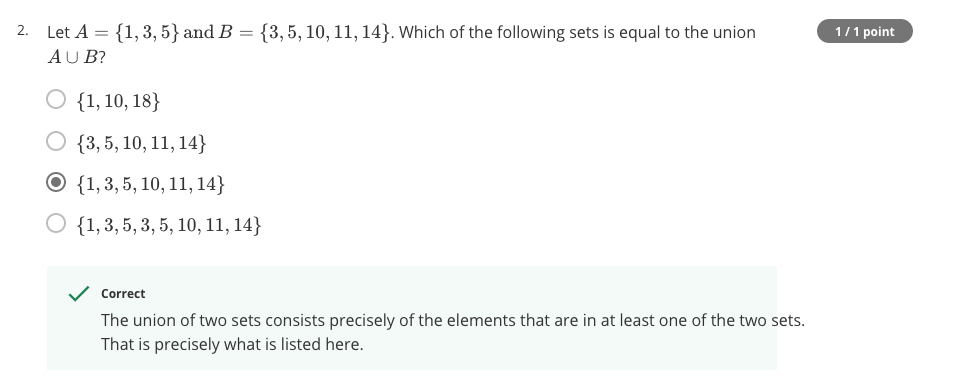 2. Let A = {1, 3, 5} and B = {3, 5, 10, 11, 14}. Which of the following sets is equal to the union
A ∪ B?
1 / 1 point
{1, 10, 18}
{3, 5, 10, 11, 14}
{1, 3, 5, 10, 11, 14}
{1, 3, 5, 3, 5, 10, 11, 14}
Correct
The union of two sets consists precisely of the elements that are in at least one of the two sets.
That is precisely what is listed here.